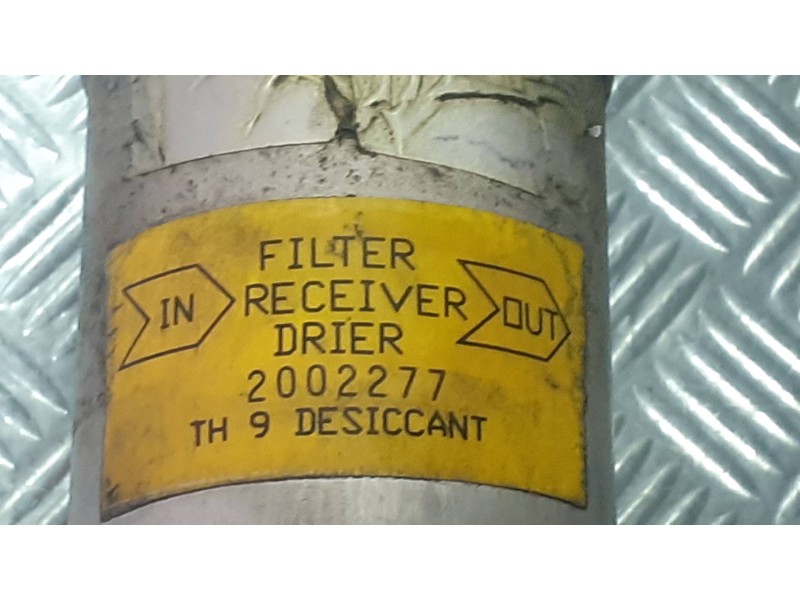 FILTER
IN RECEIVER OUT
DRIER
2002277
TH 9 DESICCANT